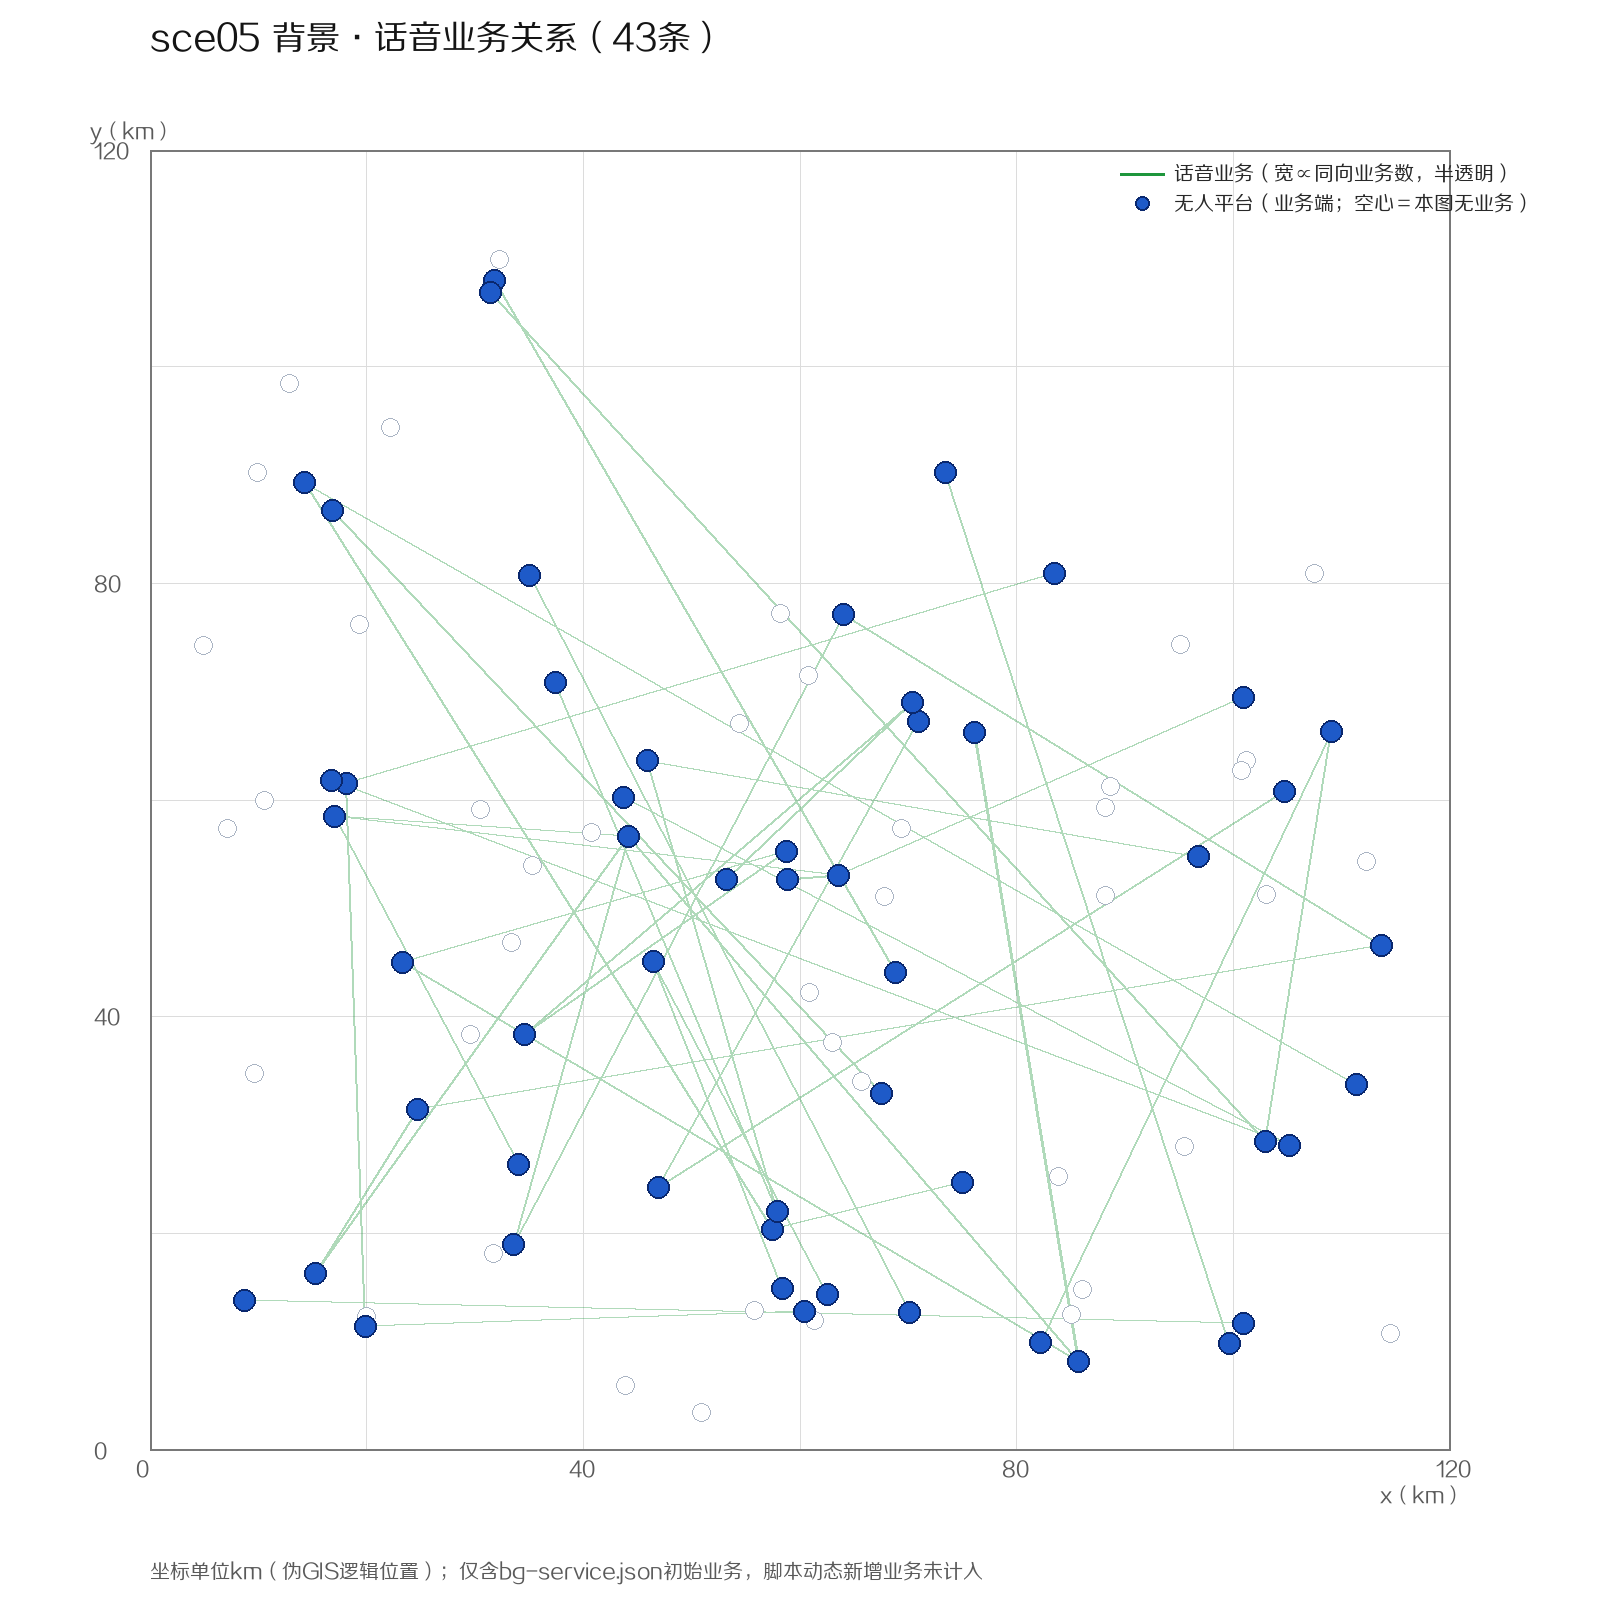 sce05 背景·话音业务关系（43条）
y（km）
120
话音业务（宽∝同向业务数，半透明）
无人平台（业务端；空心＝本图无业务）
80
40
0
0 40 80 120
x（km）
坐标单位km（伪GIS逻辑位置）；仅含bg-service.json初始业务，脚本动态新增业务未计入